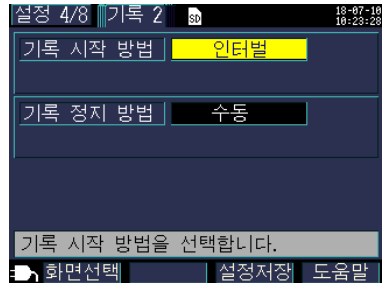 설정 4/8 기록 2 SD 18-07-10
10:23:28
기록 시작 방법 인터벌
기록 정지 방법 수동
기록 시작 방법을 선택합니다.
화면선택 설정저장 도움말